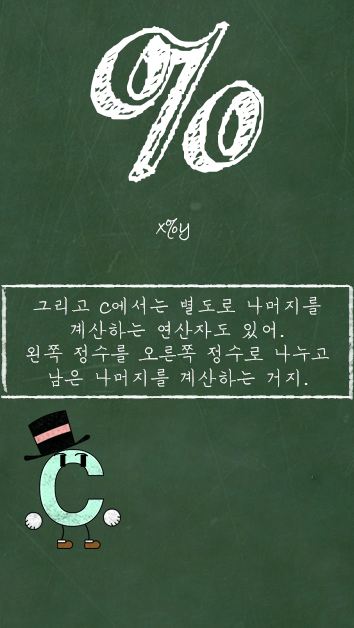 %
x%y
그리고 C에서는 별도로 나머지를
계산하는 연산자도 있어.
왼쪽 정수를 오른쪽 정수로 나누고
남은 나머지를 계산하는 거지.
C